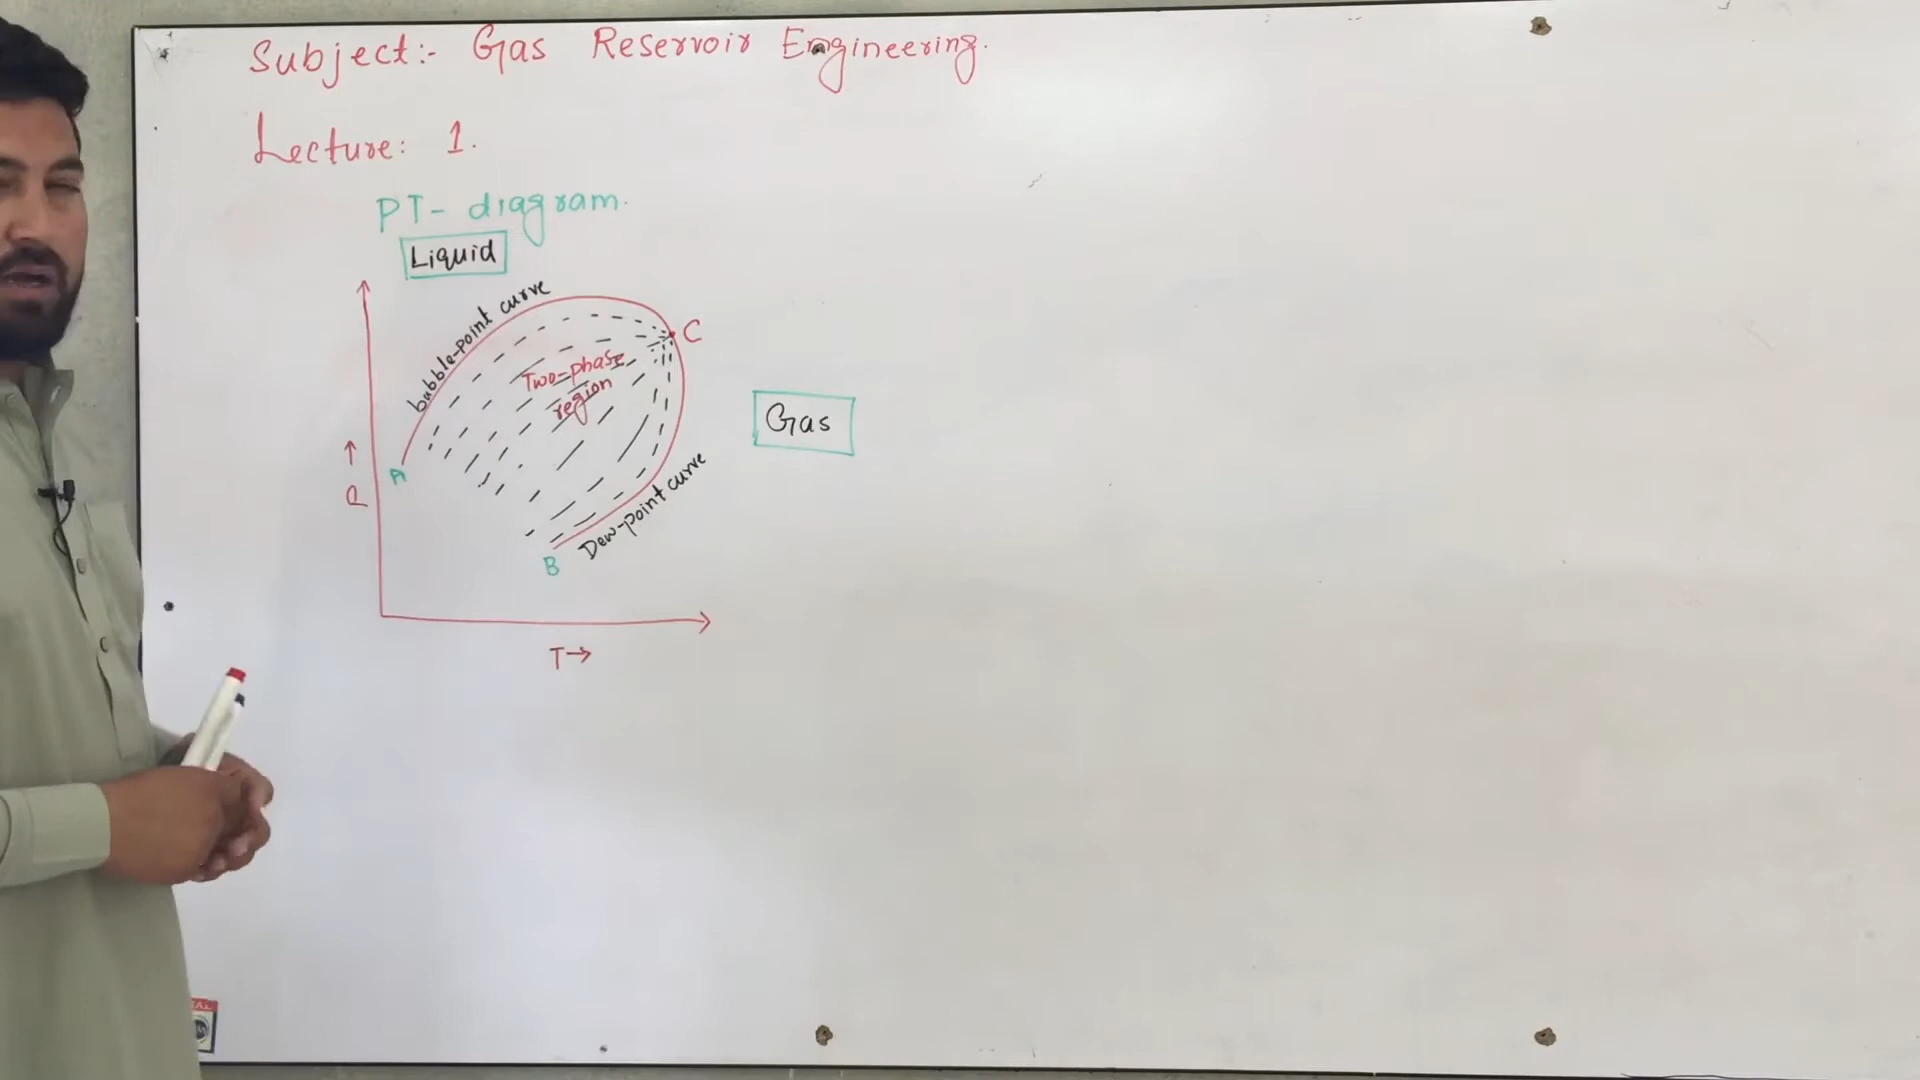 Subject:- Gas Reservoir Engineering.
Lecture: 1.
PT- diagram.
Liquid
bubble-point curve
C
Two-phase
region
Gas
P →
A
Dew-point curve
B
T→